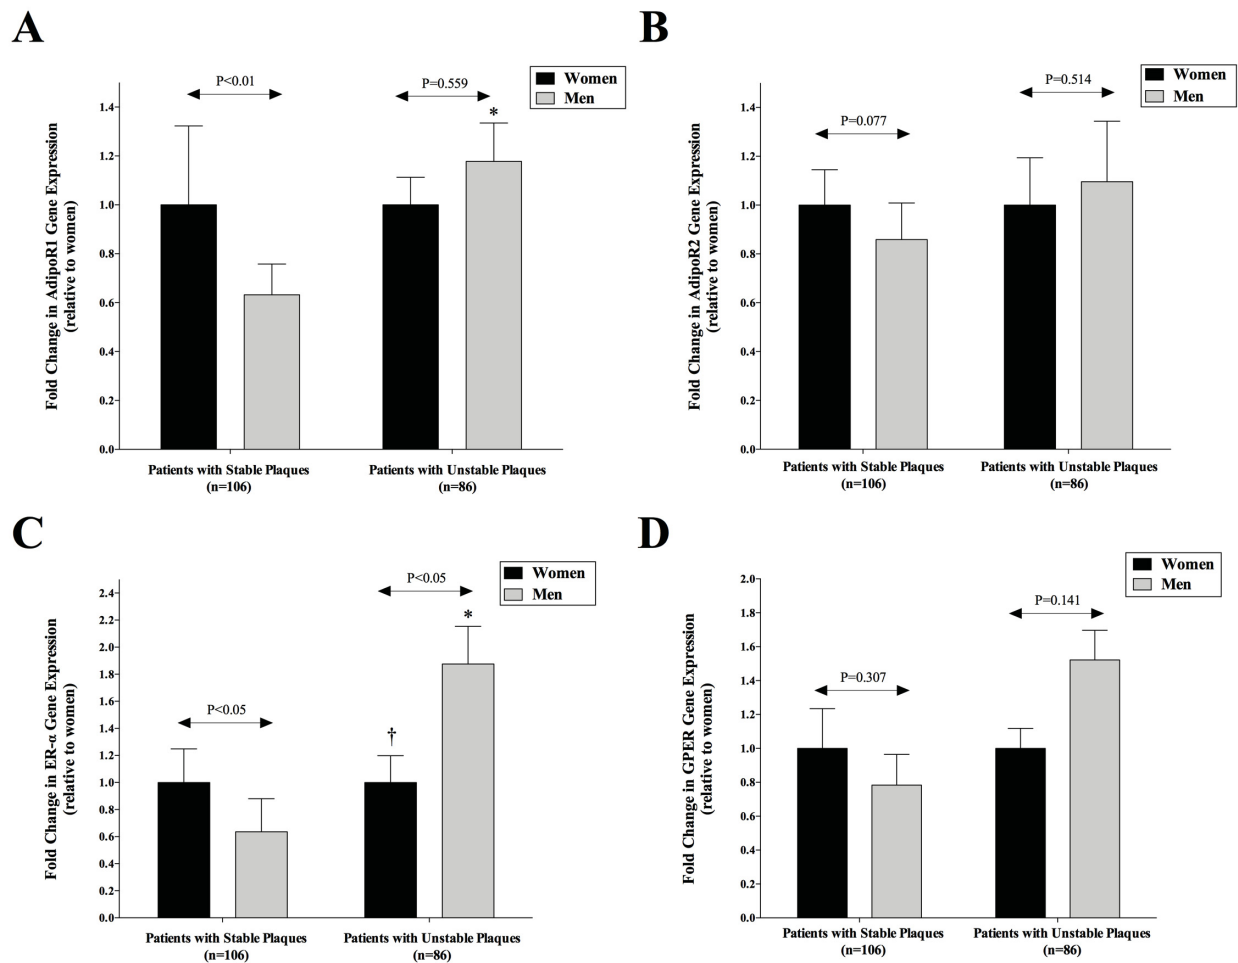 A
P<0.01
P=0.559
Women
Men
*
Fold Change in AdipoR1 Gene Expression
(relative to women)
1.4
1.2
1.0
0.8
0.6
0.4
0.2
0.0
Patients with Stable Plaques
(n=106)
Patients with Unstable Plaques
(n=86)
B
P=0.077
P=0.514
Women
Men
Fold Change in AdipoR2 Gene Expression
(relative to women)
1.4
1.2
1.0
0.8
0.6
0.4
0.2
0.0
Patients with Stable Plaques
(n=106)
Patients with Unstable Plaques
(n=86)
C
P<0.05
P<0.05
Women
Men
*
†
Fold Change in ER-α Gene Expression
(relative to women)
2.4
2.2
2.0
1.8
1.6
1.4
1.2
1.0
0.8
0.6
0.4
0.2
0.0
Patients with Stable Plaques
(n=106)
Patients with Unstable Plaques
(n=86)
D
P=0.307
P=0.141
Women
Men
Fold Change in GPER Gene Expression
(relative to women)
2.0
1.8
1.6
1.4
1.2
1.0
0.8
0.6
0.4
0.2
0.0
Patients with Stable Plaques
(n=106)
Patients with Unstable Plaques
(n=86)